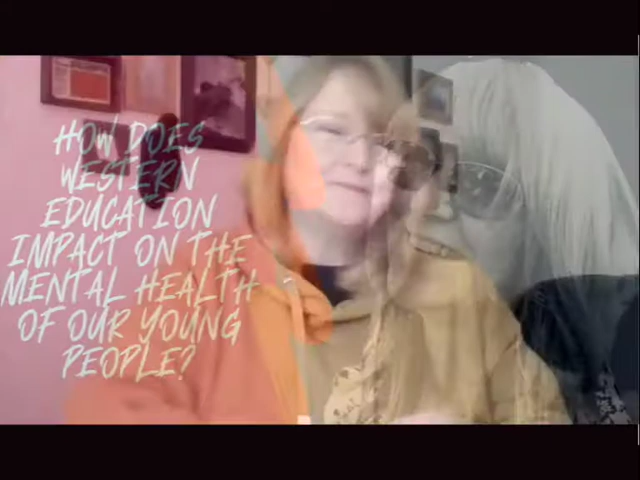 HOW DOES
WESTERN
EDUCATION
IMPACT ON THE
MENTAL HEALTH
OF OUR YOUNG
PEOPLE?